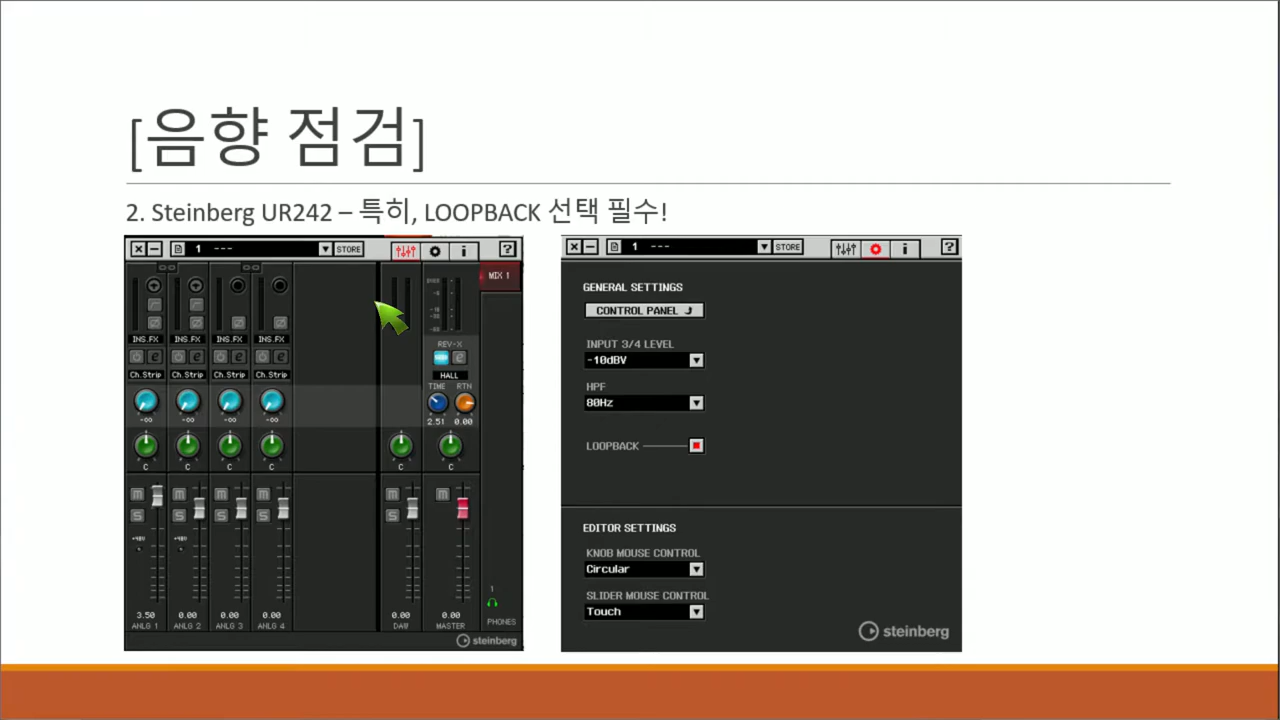 [음향 점검]
2. Steinberg UR242 – 특히, LOOPBACK 선택 필수!
1 --- STORE i ?
MIX 1
INS.FX INS.FX INS.FX INS.FX
REV-X
Ch.Strip Ch.Strip Ch.Strip Ch.Strip
HALL
TIME RTN
-∞ -∞ -∞ -∞
2.51 0.00
C C C C C C
M M M M M M
S S S S S
+48V +48V
1
3.50 0.00 0.00 0.00 0.00 0.00
ANLG 1 ANLG 2 ANLG 3 ANLG 4 DAW MASTER PHONES
steinberg
1 --- STORE i ?
GENERAL SETTINGS
CONTROL PANEL
INPUT 3/4 LEVEL
-10dBV
HPF
80Hz
LOOPBACK
EDITOR SETTINGS
KNOB MOUSE CONTROL
Circular
SLIDER MOUSE CONTROL
Touch
steinberg